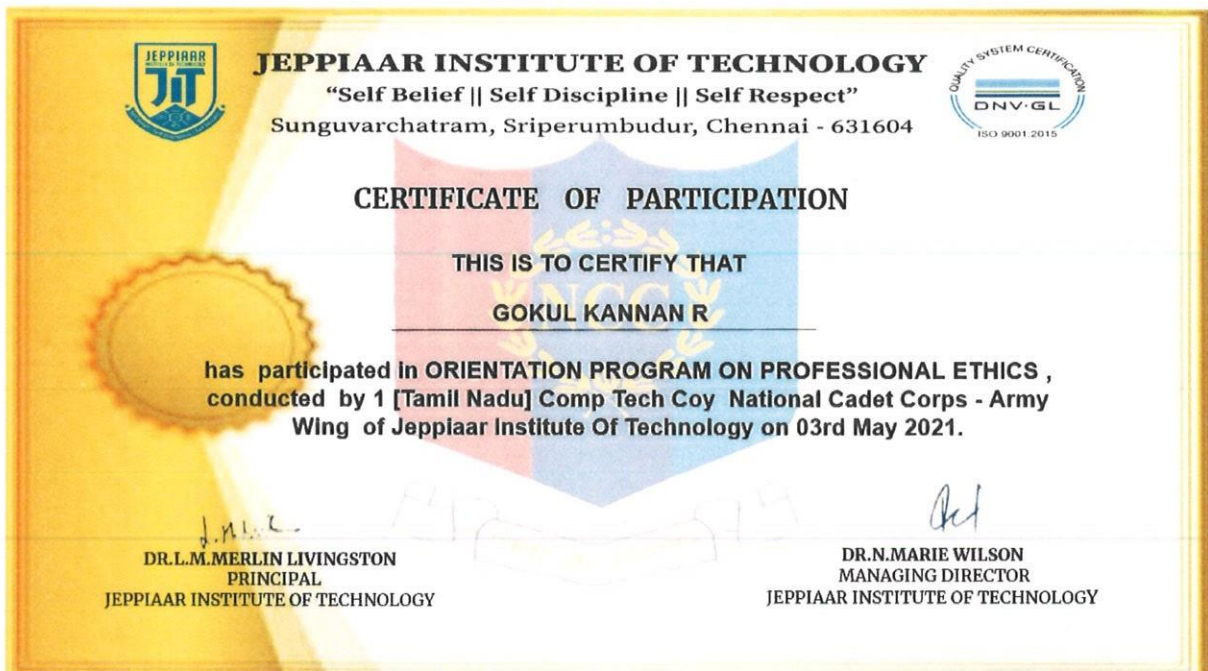 JEPPIAAR
INSTITUTE OF TECHNOLOGY
JIT
JEPPIAAR INSTITUTE OF TECHNOLOGY
“Self Belief || Self Discipline || Self Respect”
Sunguvarchatram, Sriperumbudur, Chennai - 631604
QUALITY SYSTEM CERTIFICATION
DNV·GL
ISO 9001:2015
CERTIFICATE OF PARTICIPATION
THIS IS TO CERTIFY THAT
NCC
GOKUL KANNAN R
has participated in ORIENTATION PROGRAM ON PROFESSIONAL ETHICS ,
conducted by 1 [Tamil Nadu] Comp Tech Coy National Cadet Corps - Army
Wing of Jeppiaar Institute Of Technology on 03rd May 2021.
DR.L.M.MERLIN LIVINGSTON
PRINCIPAL
JEPPIAAR INSTITUTE OF TECHNOLOGY
DR.N.MARIE WILSON
MANAGING DIRECTOR
JEPPIAAR INSTITUTE OF TECHNOLOGY